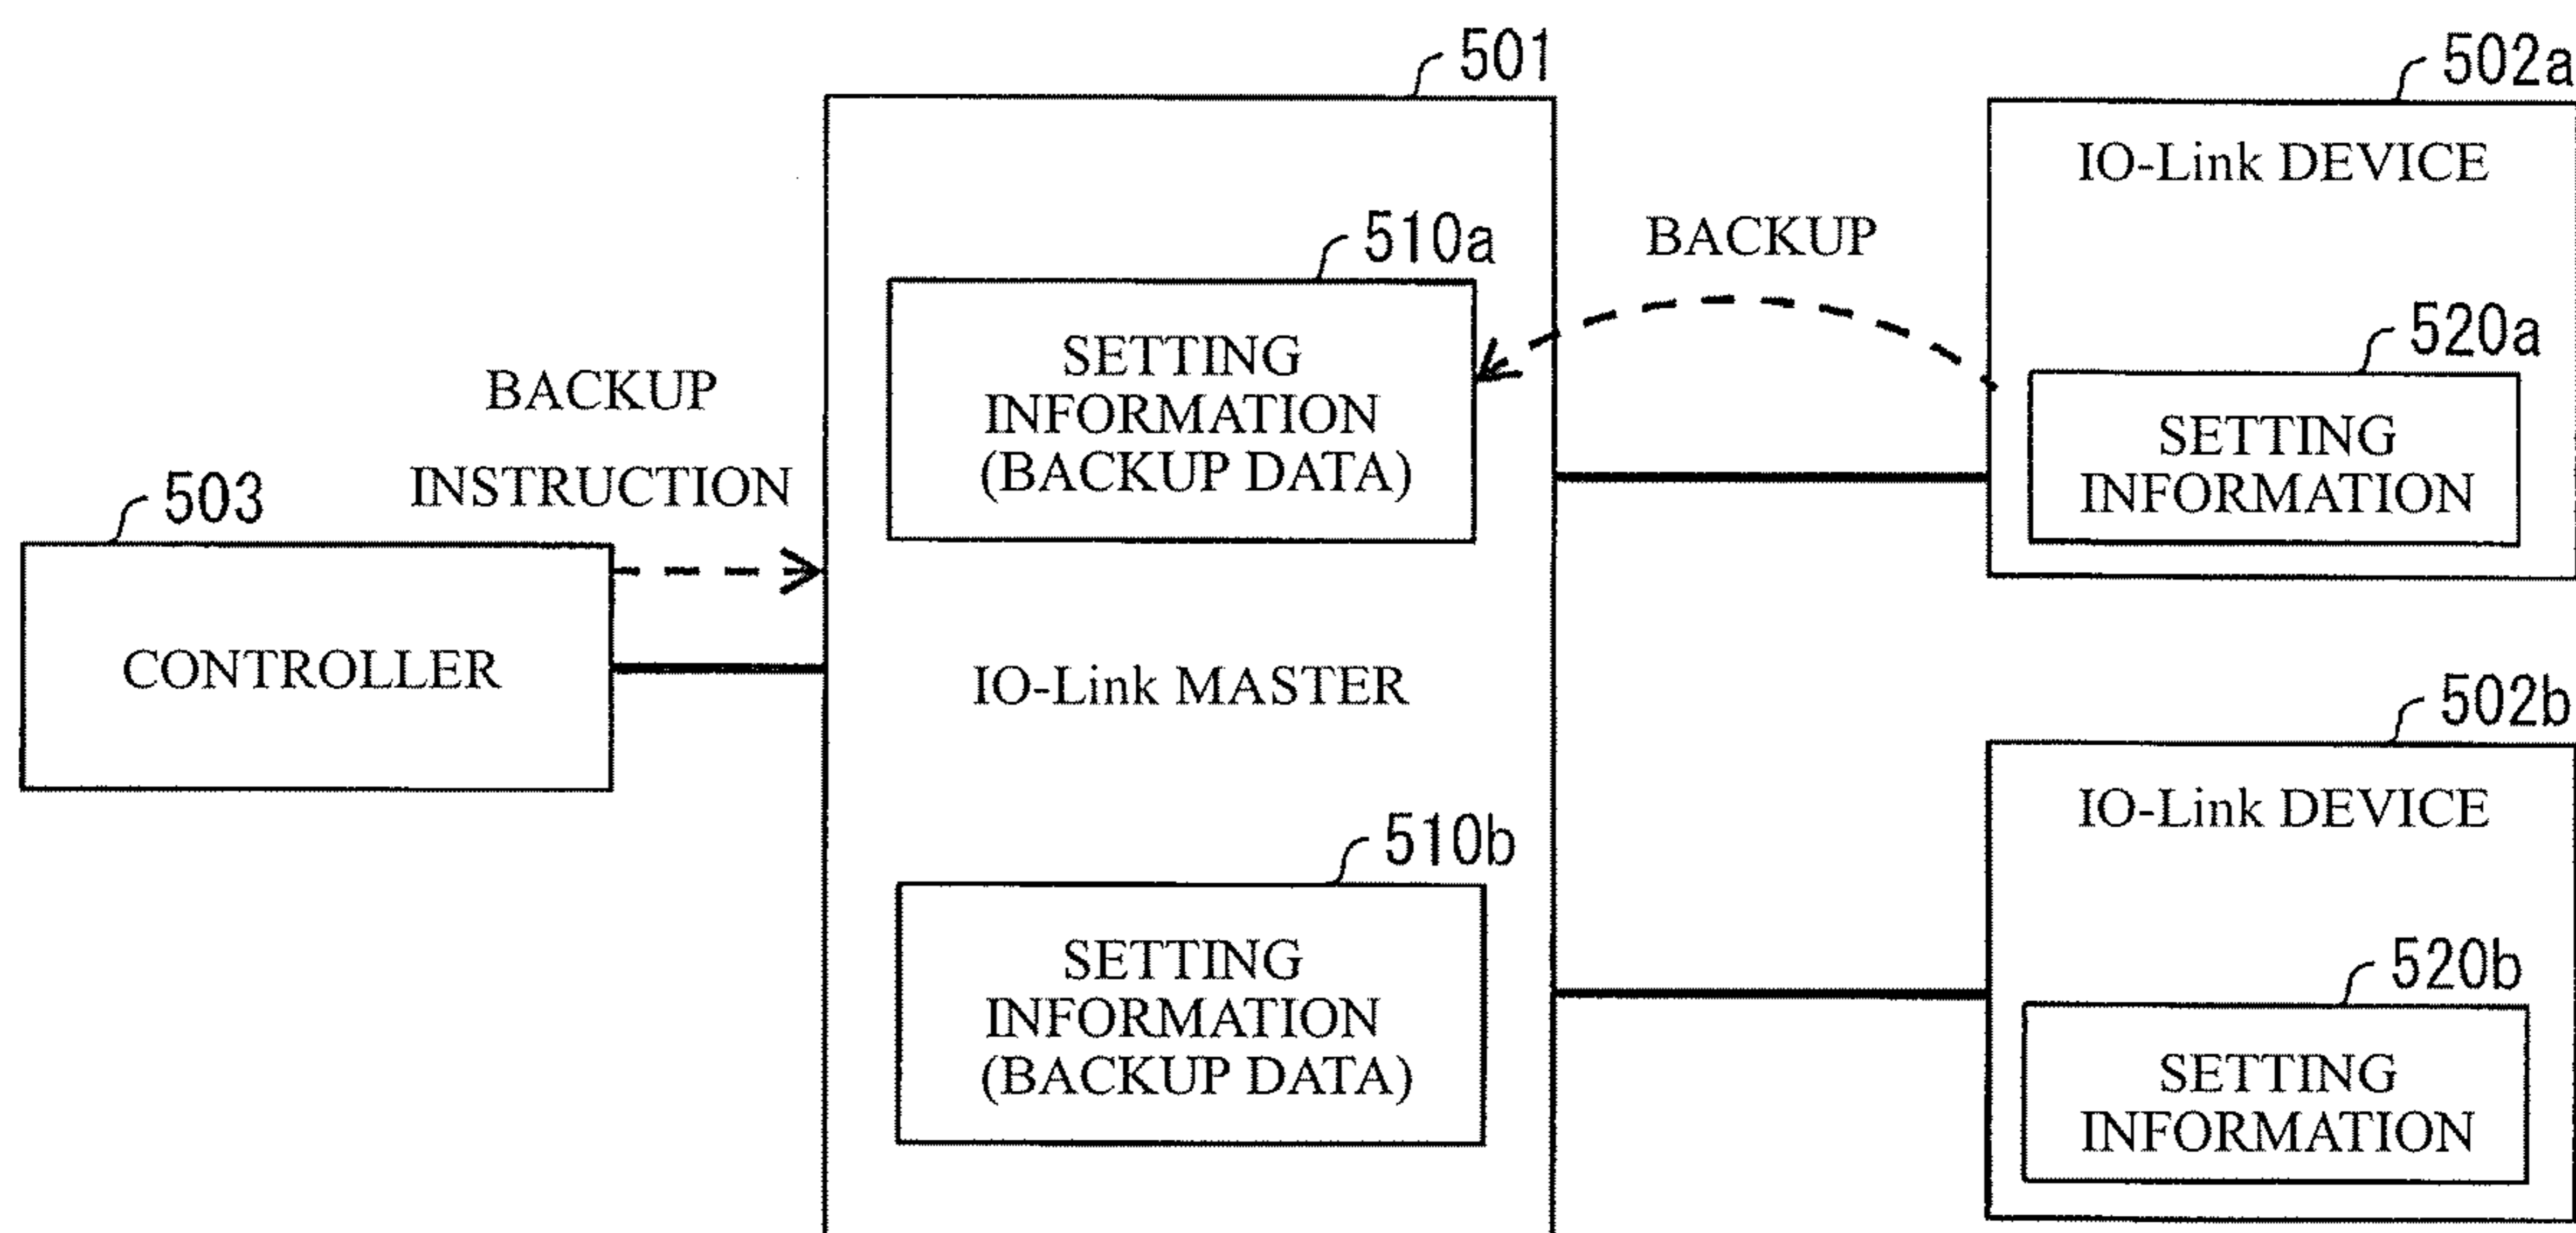 501
502a
IO-Link DEVICE
510a
BACKUP
520a
SETTING
INFORMATION
(BACKUP DATA)
SETTING
INFORMATION
BACKUP
INSTRUCTION
503
CONTROLLER
IO-Link MASTER
502b
IO-Link DEVICE
510b
520b
SETTING
INFORMATION
(BACKUP DATA)
SETTING
INFORMATION